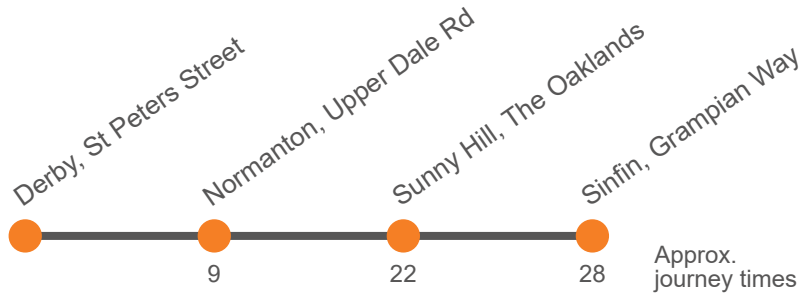 Derby, St Peters Street
Normanton, Upper Dale Rd
Sunny Hill, The Oaklands
Sinfin, Grampian Way
9
22
28
Approx.
journey times